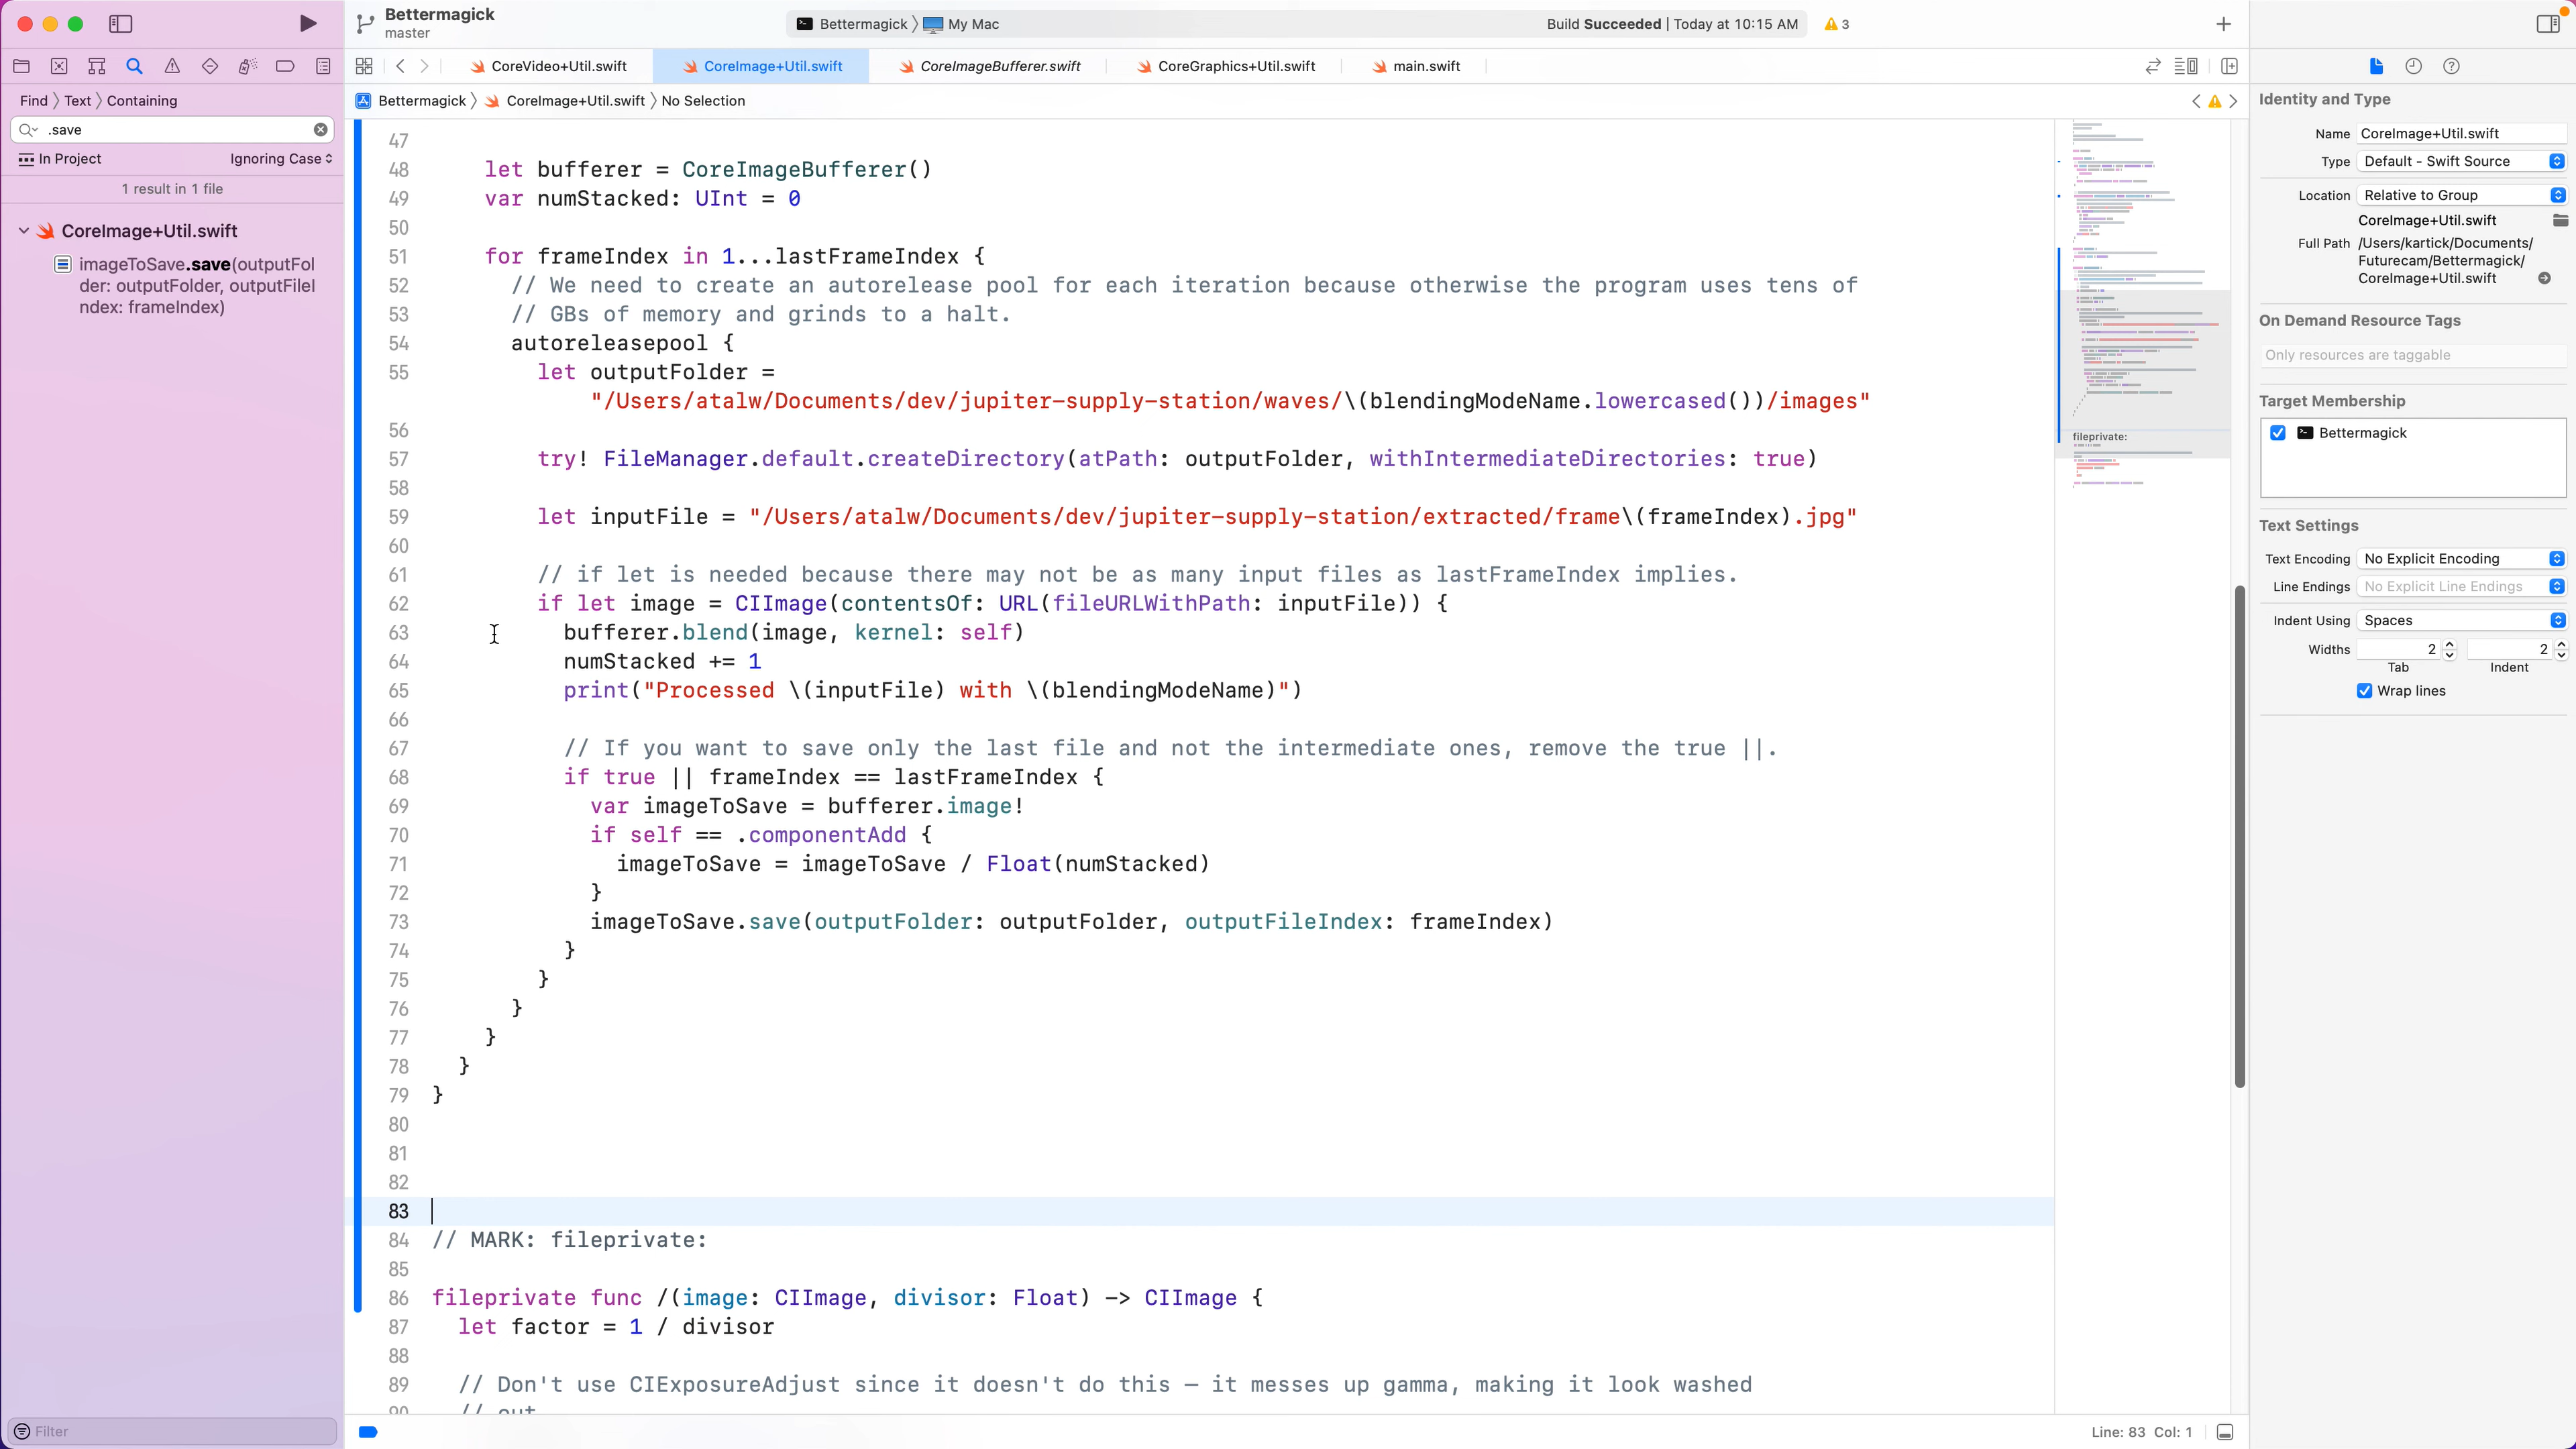 Bettermagick
master
Bettermagick 〉 My Mac
Build Succeeded | Today at 10:15 AM
3
CoreVideo+Util.swift
CoreImage+Util.swift
CoreImageBufferer.swift
CoreGraphics+Util.swift
main.swift
Find 〉 Text 〉 Containing
.save
In Project
Ignoring Case
1 result in 1 file
CoreImage+Util.swift
imageToSave.save(outputFol
der: outputFolder, outputFileI
ndex: frameIndex)
Filter
Bettermagick 〉 CoreImage+Util.swift 〉 No Selection
47
48 let bufferer = CoreImageBufferer()
49 var numStacked: UInt = 0
50
51 for frameIndex in 1...lastFrameIndex {
52 // We need to create an autorelease pool for each iteration because otherwise the program uses tens of
53 // GBs of memory and grinds to a halt.
54 autoreleasepool {
55 let outputFolder =
"/Users/atalw/Documents/dev/jupiter-supply-station/waves/\(blendingModeName.lowercased())/images"
56
57 try! FileManager.default.createDirectory(atPath: outputFolder, withIntermediateDirectories: true)
58
59 let inputFile = "/Users/atalw/Documents/dev/jupiter-supply-station/extracted/frame\(frameIndex).jpg"
60
61 // if let is needed because there may not be as many input files as lastFrameIndex implies.
62 if let image = CIImage(contentsOf: URL(fileURLWithPath: inputFile)) {
63 bufferer.blend(image, kernel: self)
64 numStacked += 1
65 print("Processed \(inputFile) with \(blendingModeName)")
66
67 // If you want to save only the last file and not the intermediate ones, remove the true ||.
68 if true || frameIndex == lastFrameIndex {
69 var imageToSave = bufferer.image!
70 if self == .componentAdd {
71 imageToSave = imageToSave / Float(numStacked)
72 }
73 imageToSave.save(outputFolder: outputFolder, outputFileIndex: frameIndex)
74 }
75 }
76 }
77 }
78 }
79 }
80
81
82
83
84 // MARK: fileprivate:
85
86 fileprivate func /(image: CIImage, divisor: Float) -> CIImage {
87 let factor = 1 / divisor
88
89 // Don't use CIExposureAdjust since it doesn't do this – it messes up gamma, making it look washed
90 // out
fileprivate:
Line: 83 Col: 1
Identity and Type
Name CoreImage+Util.swift
Type Default - Swift Source
Location Relative to Group
CoreImage+Util.swift
Full Path /Users/kartick/Documents/
Futurecam/Bettermagick/
CoreImage+Util.swift
On Demand Resource Tags
Only resources are taggable
Target Membership
Bettermagick
Text Settings
Text Encoding No Explicit Encoding
Line Endings No Explicit Line Endings
Indent Using Spaces
Widths 2 2
Tab Indent
Wrap lines